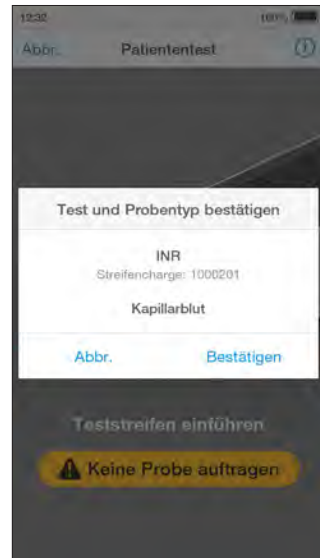 12:32 100%
Abbr. Patiententest
Test und Probentyp bestätigen
INR
Streifencharge: 1000201
Kapillarblut
Abbr. Bestätigen
Teststreifen einführen
Keine Probe auftragen